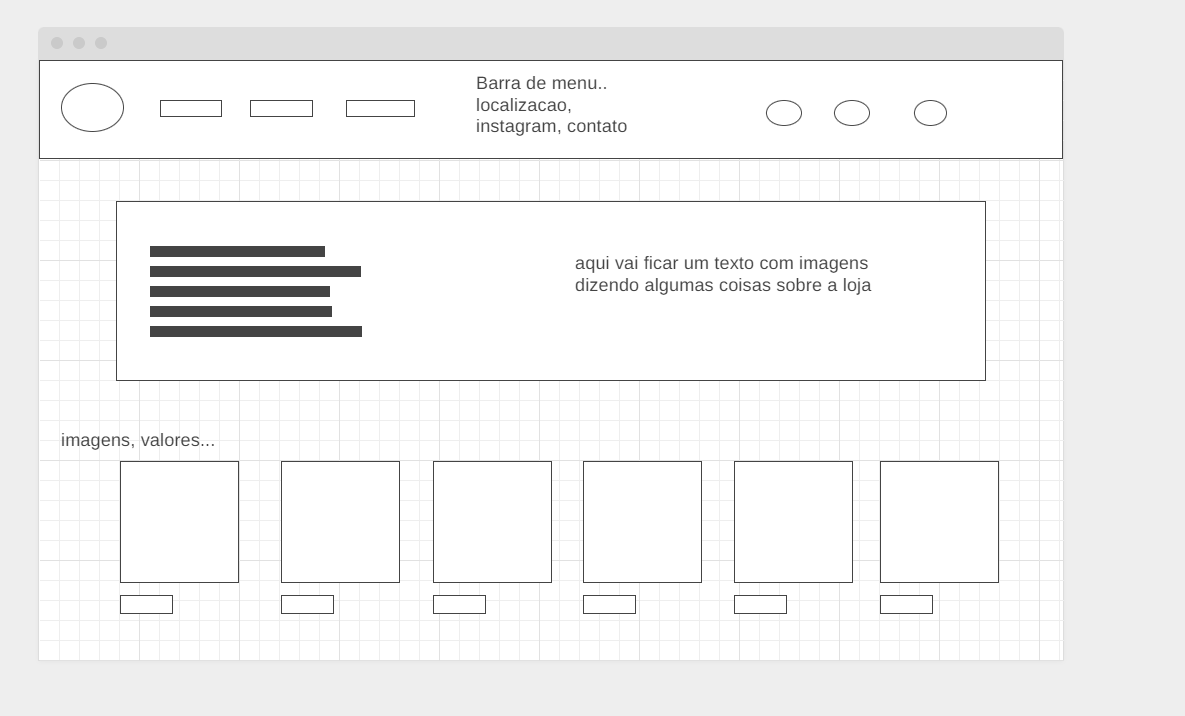 Barra de menu..
localizacao,
instagram, contato
aqui vai ficar um texto com imagens
dizendo algumas coisas sobre a loja
imagens, valores...